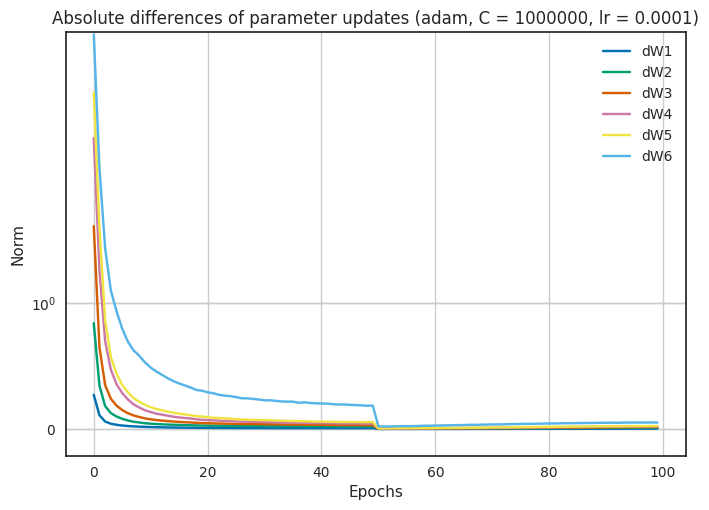 Absolute differences of parameter updates (adam, C = 1000000, lr = 0.0001)
dW1
dW2
dW3
dW4
dW5
dW6
Norm
10⁰
0
0
20
40
60
80
100
Epochs